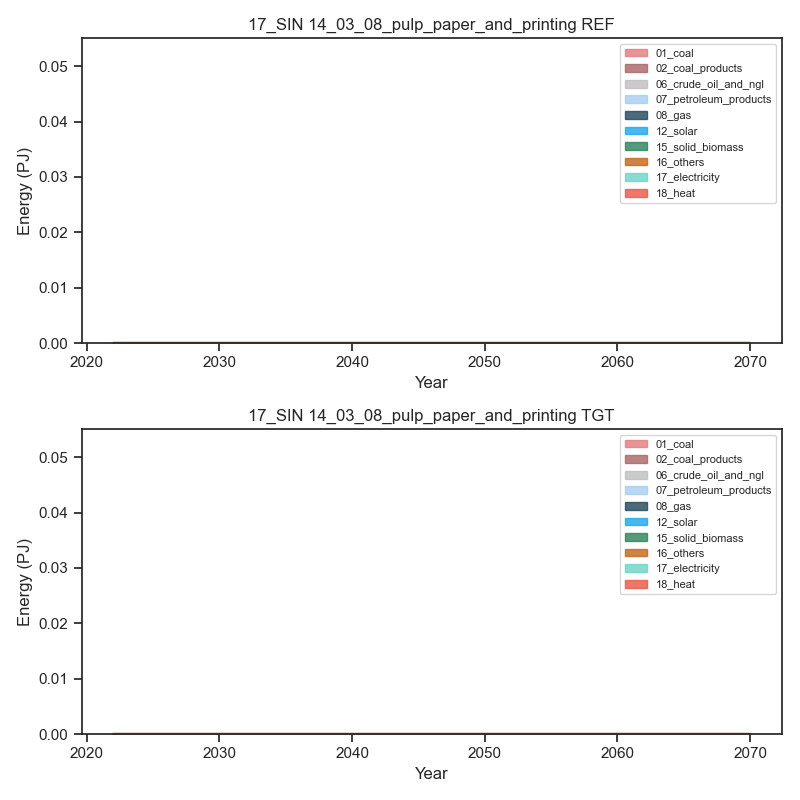 17_SIN 14_03_08_pulp_paper_and_printing REF
0.05
0.04
0.03
0.02
0.01
0.00
Energy (PJ)
01_coal
02_coal_products
06_crude_oil_and_ngl
07_petroleum_products
08_gas
12_solar
15_solid_biomass
16_others
17_electricity
18_heat
2020 2030 2040 2050 2060 2070
Year
17_SIN 14_03_08_pulp_paper_and_printing TGT
0.05
0.04
0.03
0.02
0.01
0.00
Energy (PJ)
01_coal
02_coal_products
06_crude_oil_and_ngl
07_petroleum_products
08_gas
12_solar
15_solid_biomass
16_others
17_electricity
18_heat
2020 2030 2040 2050 2060 2070
Year